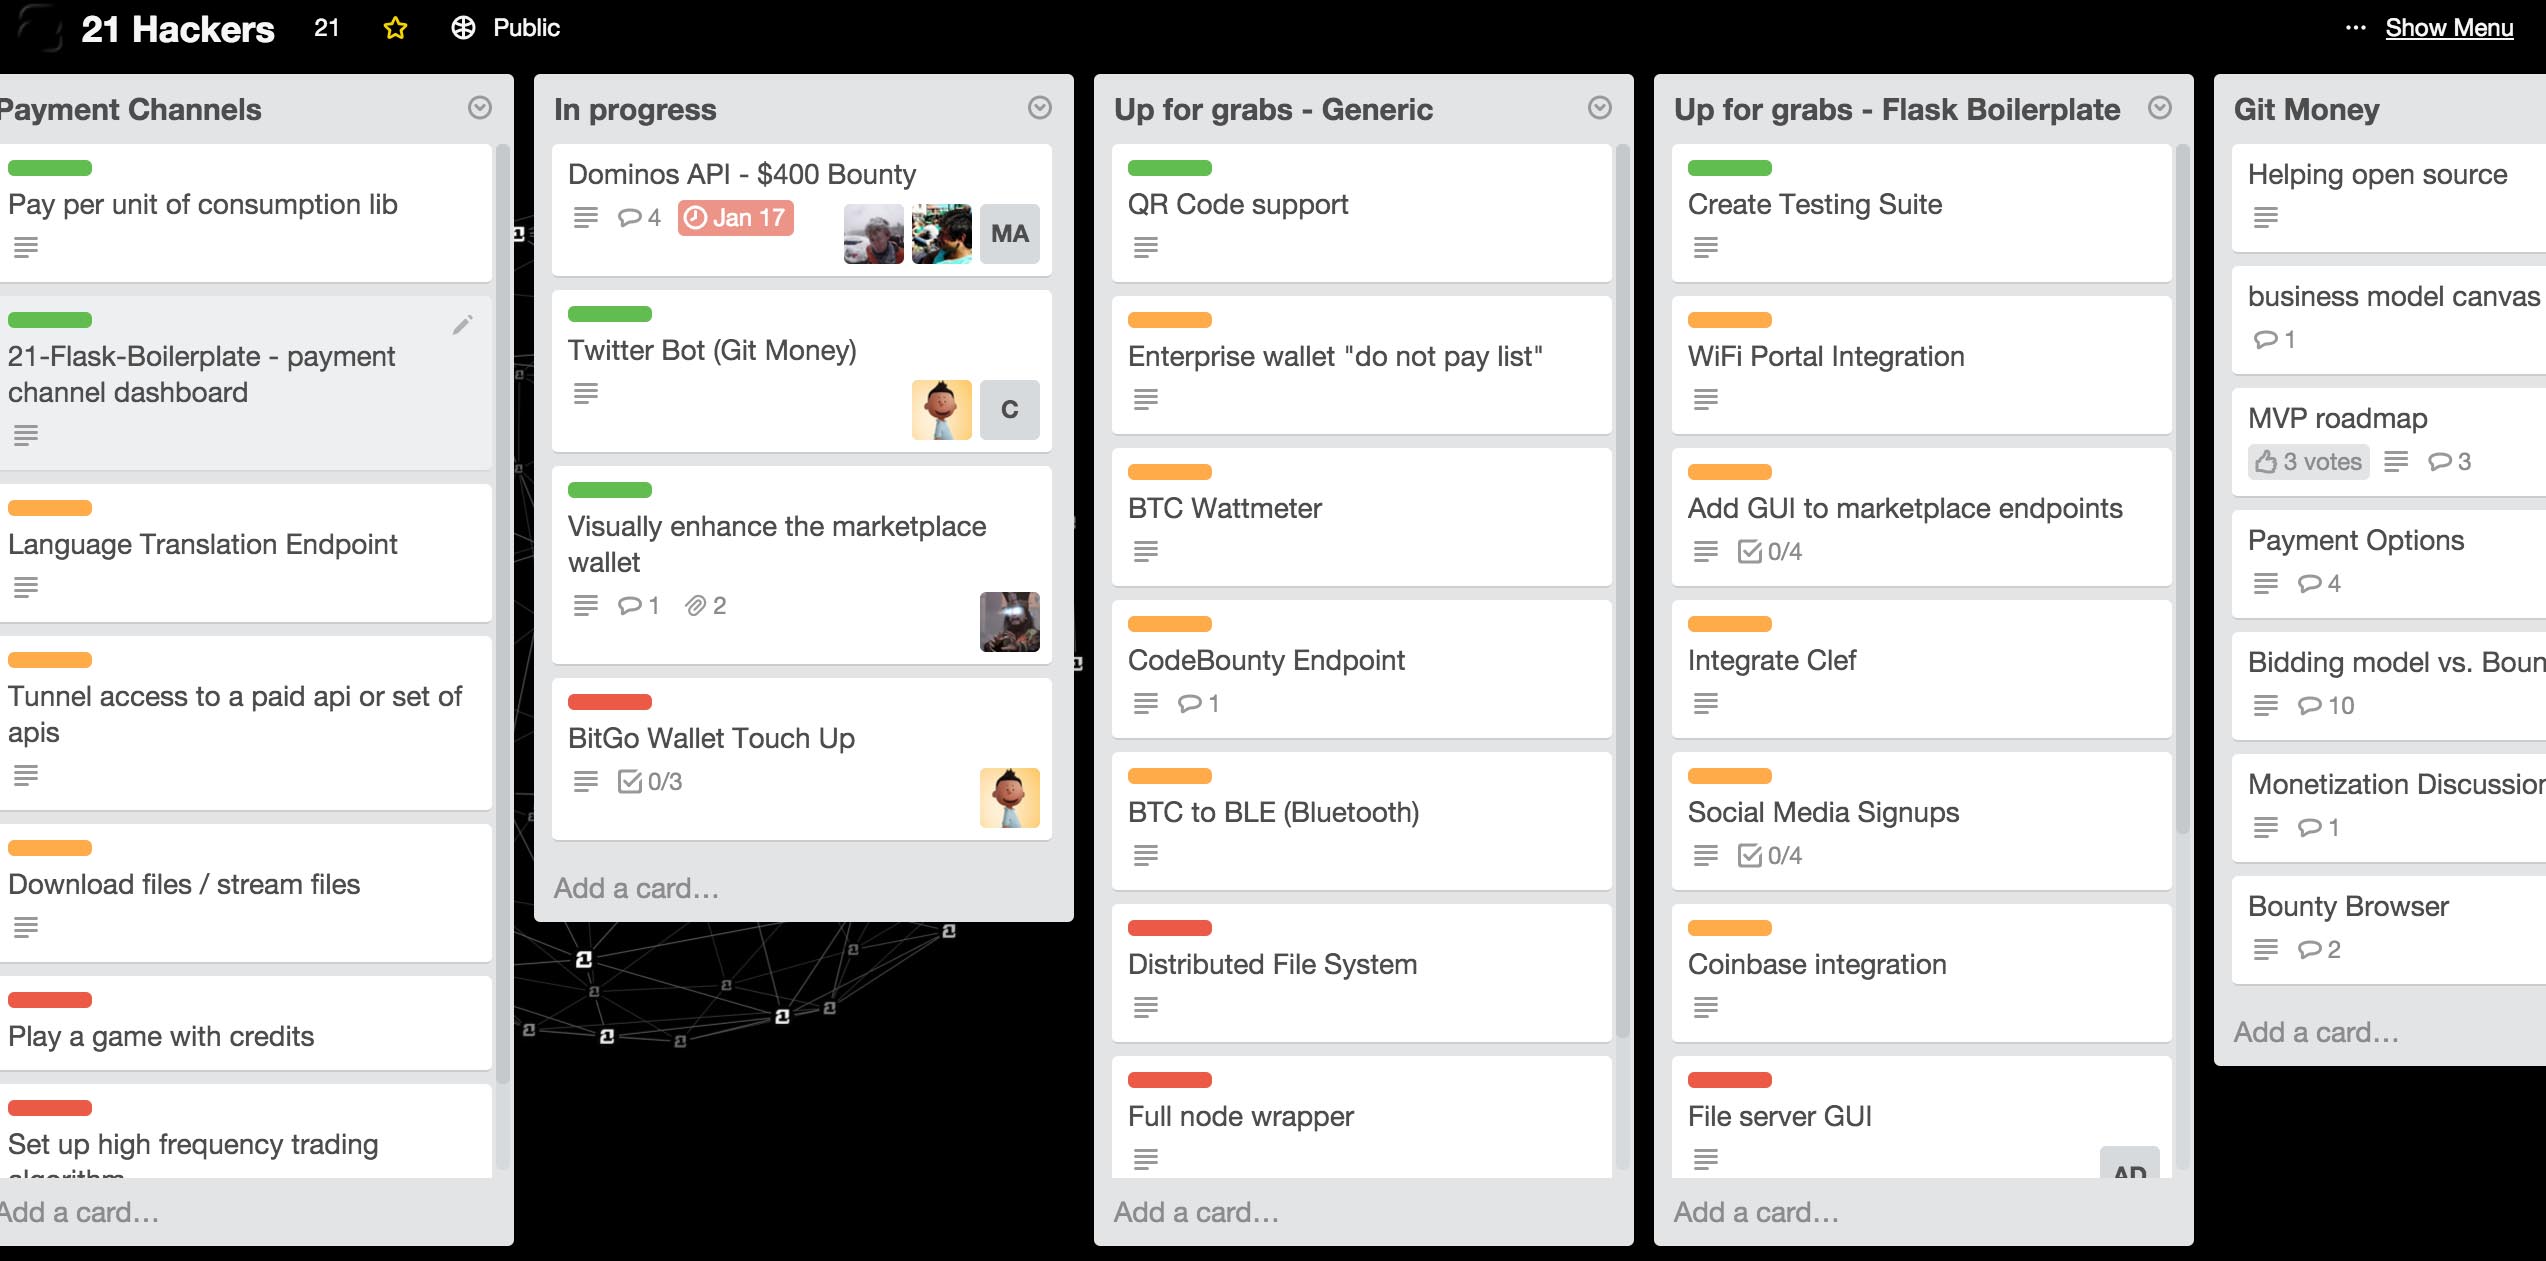 21 Hackers 21 Public ... Show Menu
Payment Channels
Pay per unit of consumption lib
21-Flask-Boilerplate - payment
channel dashboard
Language Translation Endpoint
Tunnel access to a paid api or set of
apis
Download files / stream files
Play a game with credits
Set up high frequency trading
algorithm
Add a card...
In progress
Dominos API - $400 Bounty
4 Jan 17 MA
Twitter Bot (Git Money)
C
Visually enhance the marketplace
wallet
1 2
BitGo Wallet Touch Up
0/3
Add a card...
Up for grabs - Generic
QR Code support
Enterprise wallet "do not pay list"
BTC Wattmeter
CodeBounty Endpoint
1
BTC to BLE (Bluetooth)
Distributed File System
Full node wrapper
Add a card...
Up for grabs - Flask Boilerplate
Create Testing Suite
WiFi Portal Integration
Add GUI to marketplace endpoints
0/4
Integrate Clef
Social Media Signups
0/4
Coinbase integration
File server GUI
AD
Add a card...
Git Money
Helping open source
business model canvas
1
MVP roadmap
3 votes 3
Payment Options
4
Bidding model vs. Boun
10
Monetization Discussion
1
Bounty Browser
2
Add a card...